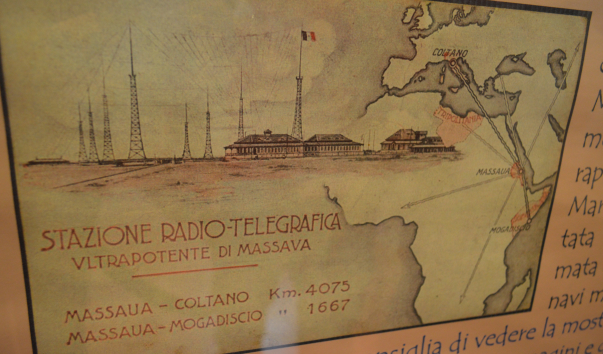 COLTANO
TRIPOLITANIA
MASSAUA
MOGADISCIO
STAZIONE RADIO-TELEGRAFICA
VLTRAPOTENTE DI MASSAVA
MASSAUA – COLTANO Km. 4075
MASSAUA – MOGADISCIO " 1667
rap
Mar
tata
mata
navi m
nsiglia di vedere la most